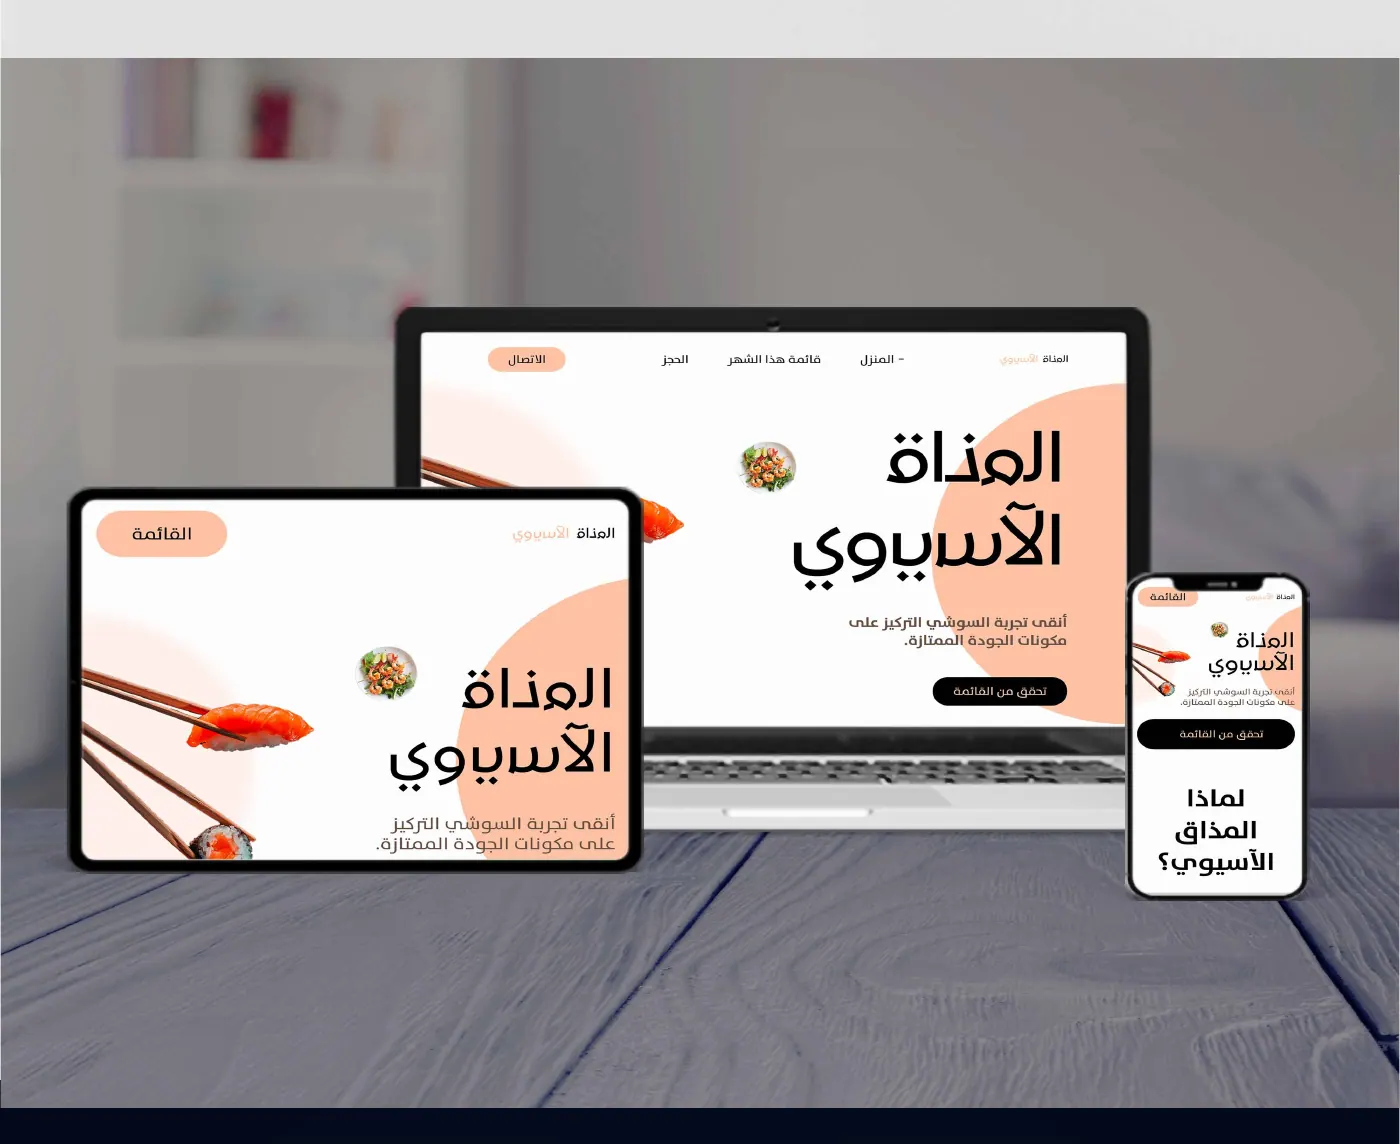 المذاق الآسيوي
– المنزل
قائمة هذا الشهر
الحجز
الاتصال
المذاق
الآسيوي
أنقى تجربة السوشي التركيز على
مكونات الجودة الممتازة.
تحقق من القائمة
المذاق الآسيوي
القائمة
المذاق
الآسيوي
أنقى تجربة السوشي التركيز
على مكونات الجودة الممتازة.
المذاق الآسيوي
القائمة
المذاق
الآسيوي
أنقى تجربة السوشي التركيز
على مكونات الجودة الممتازة.
تحقق من القائمة
لماذا
المذاق
الآسيوي؟